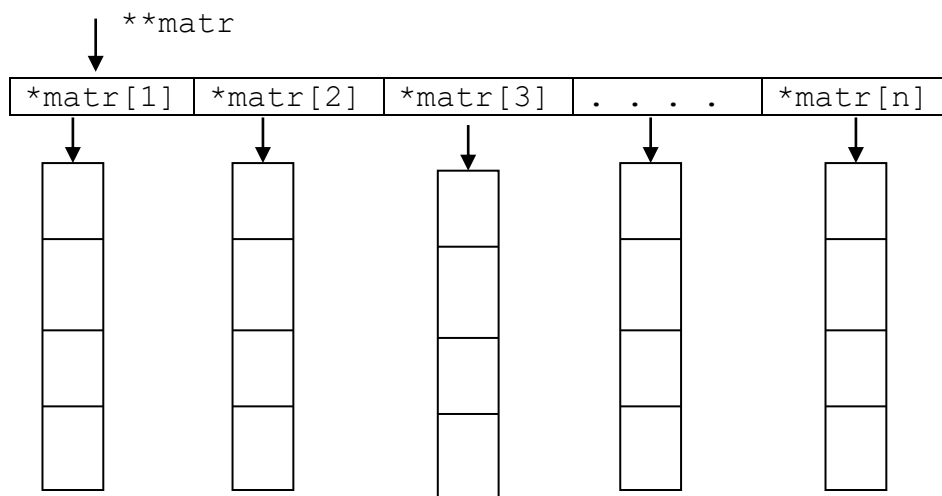 **matr
*matr[1] *matr[2] *matr[3] . . . . *matr[n]